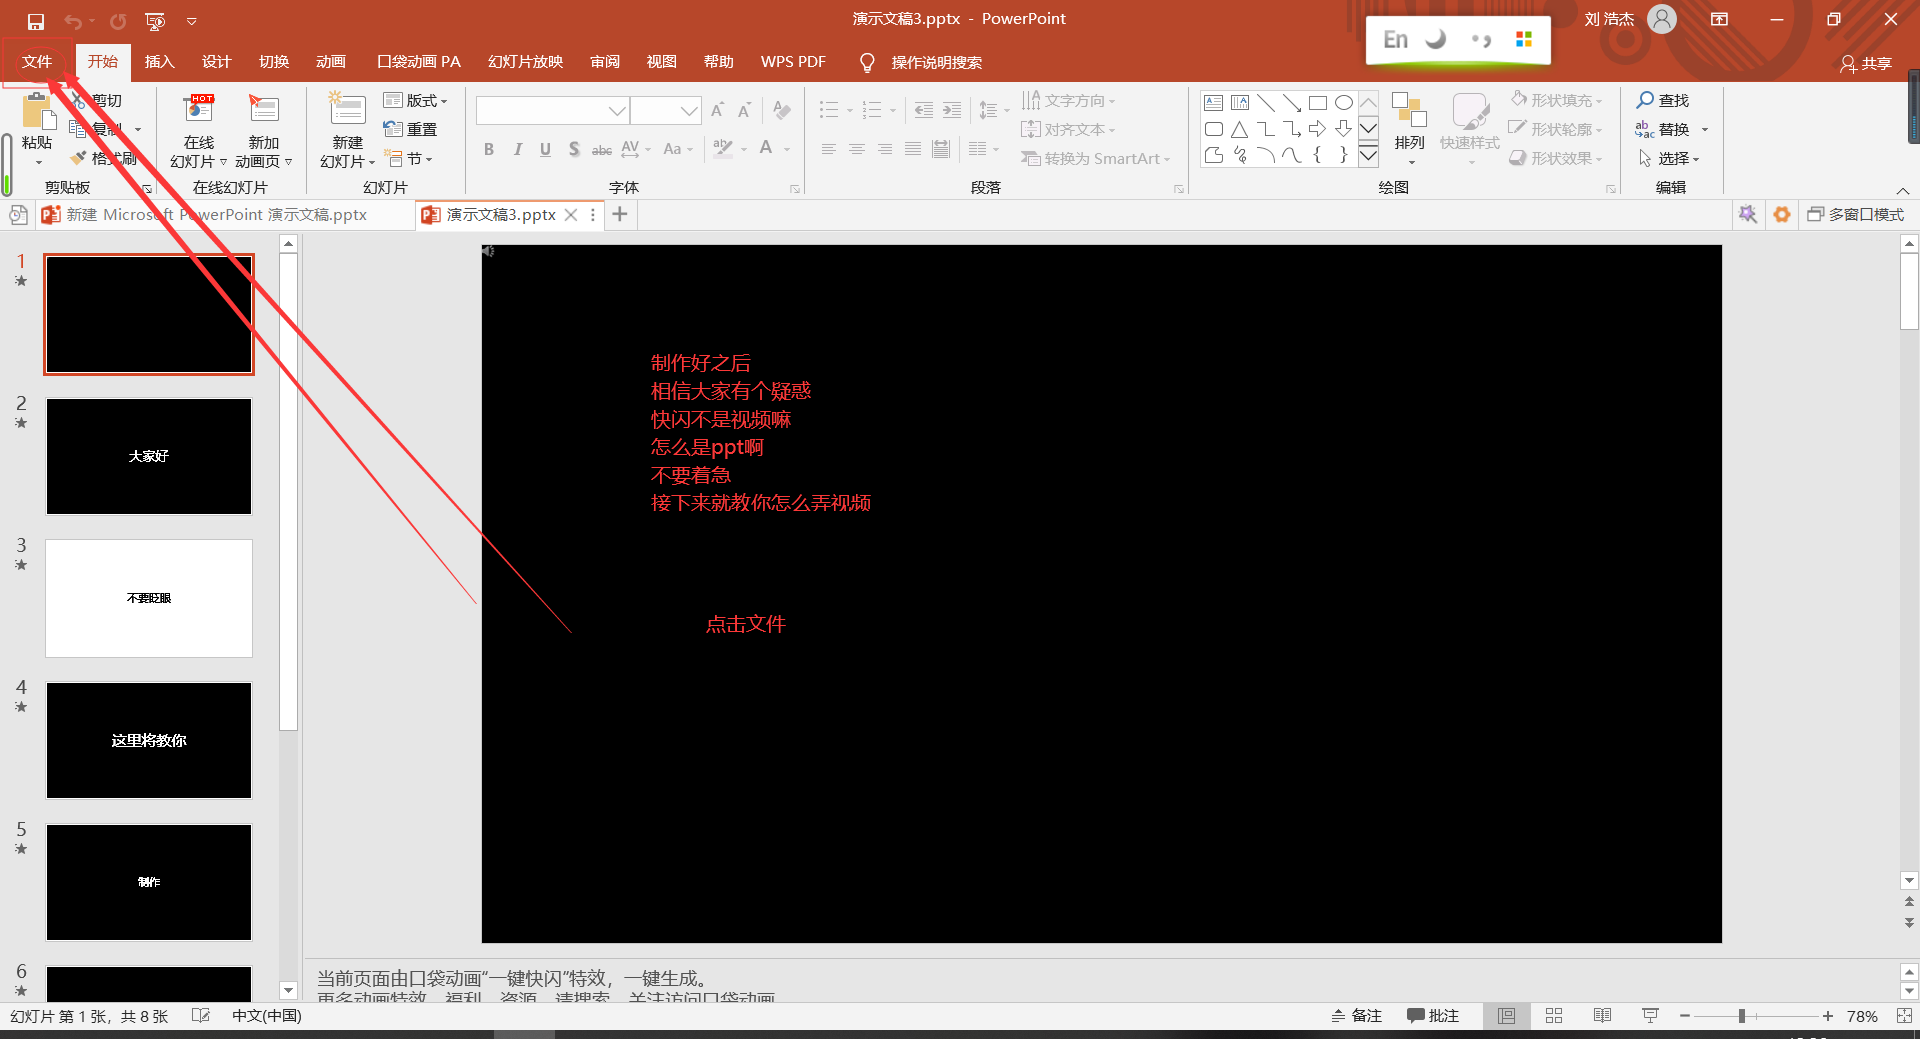 演示文稿3.pptx - PowerPoint
刘 浩杰
En
文件 开始 插入 设计 切换 动画 口袋动画 PA 幻灯片放映 审阅 视图 帮助 WPS PDF 操作说明搜索
共享
粘贴
剪切
复制
格式刷
剪贴板
HOT
在线
幻灯片
新加
动画页
在线幻灯片
新建
幻灯片
版式
重置
节
幻灯片
B I U S abc AV Aa ab A
A A
字体
文字方向
对齐文本
转换为 SmartArt
段落
排列
快速样式
形状填充
形状轮廓
形状效果
绘图
查找
替换
选择
编辑
新建 Microsoft PowerPoint 演示文稿.pptx
演示文稿3.pptx
多窗口模式
1
2
大家好
3
不要眨眼
4
这里将教你
5
制作
6
制作好之后
相信大家有个疑惑
快闪不是视频嘛
怎么是ppt啊
不要着急
接下来就教你怎么弄视频
点击文件
当前页面由口袋动画“一键快闪”特效，一键生成。
更多动画特效、福利、资源，请搜索、关注访问口袋动画
幻灯片 第 1 张，共 8 张
中文(中国)
备注
批注
78%